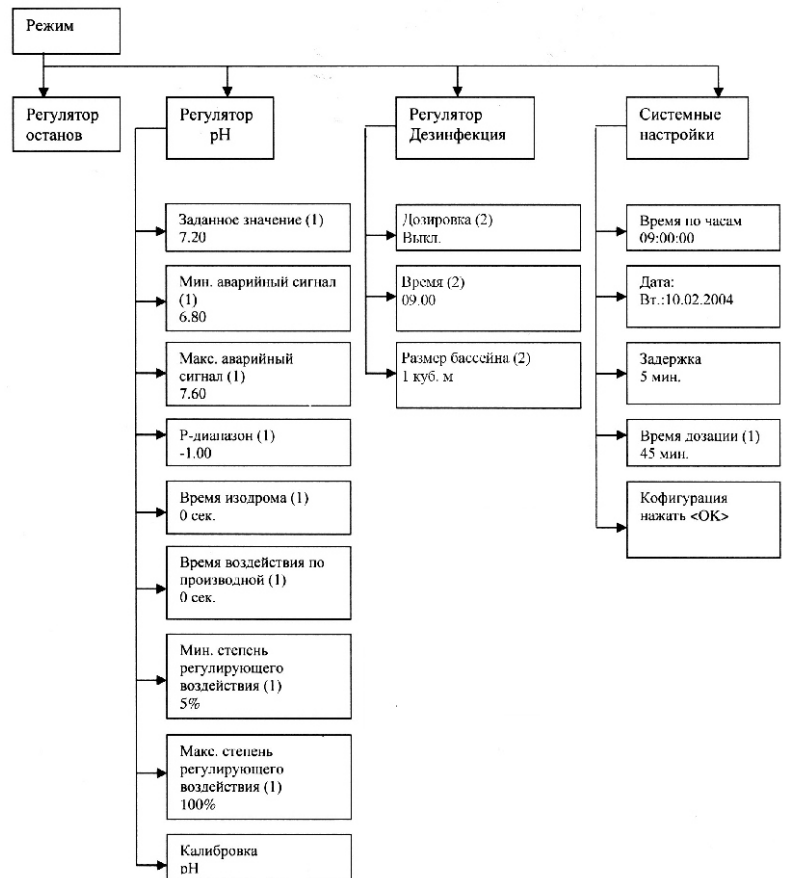 Режим
Регулятор
останов
Регулятор
pH
Регулятор
Дезинфекция
Системные
настройки
Заданное значение (1)
7.20
Мин. аварийный сигнал
(1)
6.80
Макс. аварийный
сигнал (1)
7.60
Р-диапазон (1)
-1.00
Время изодрома (1)
0 сек.
Время воздействия по
производной (1)
0 сек.
Мин. степень
регулирующего
воздействия (1)
5%
Макс. степень
регулирующего
воздействия (1)
100%
Калибровка
pH
Дозировка (2)
Выкл.
Время (2)
09.00
Размер бассейна (2)
1 куб. м
Время по часам
09:00:00
Дата:
Вт.:10.02.2004
Задержка
5 мин.
Время дозации (1)
45 мин.
Кофигурация
нажать <OK>